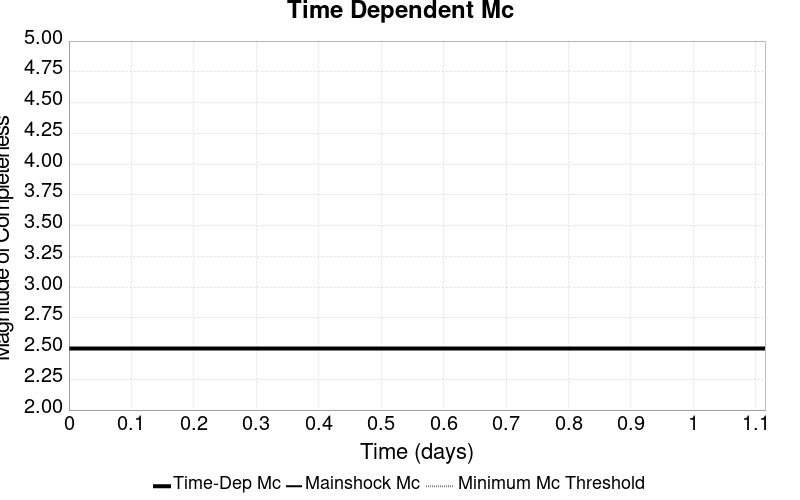 Time Dependent Mc
5.00
4.75
4.50
4.25
4.00
3.75
3.50
3.25
3.00
2.75
2.50
2.25
2.00
Magnitude of Completeness
0 0.1 0.2 0.3 0.4 0.5 0.6 0.7 0.8 0.9 1 1.1
Time (days)
Time-Dep Mc Mainshock Mc Minimum Mc Threshold